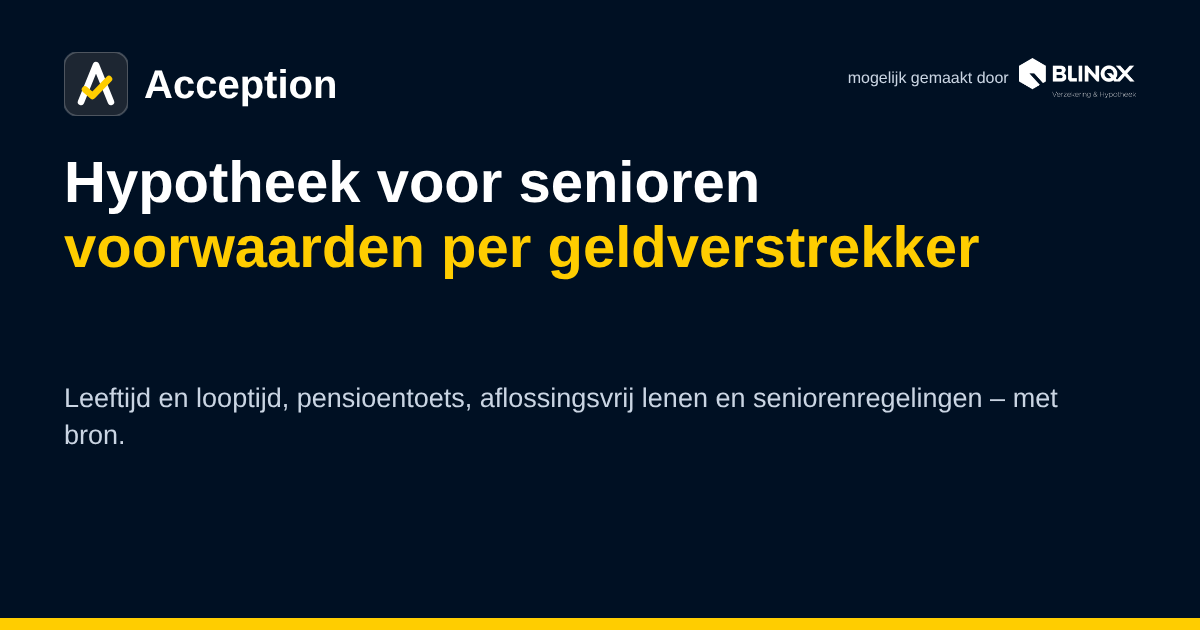 Acception
mogelijk gemaakt door
BLINQX
Verzekering & Hypotheek
Hypotheek voor senioren
voorwaarden per geldverstrekker
Leeftijd en looptijd, pensioentoets, aflossingsvrij lenen en seniorenregelingen – met
bron.